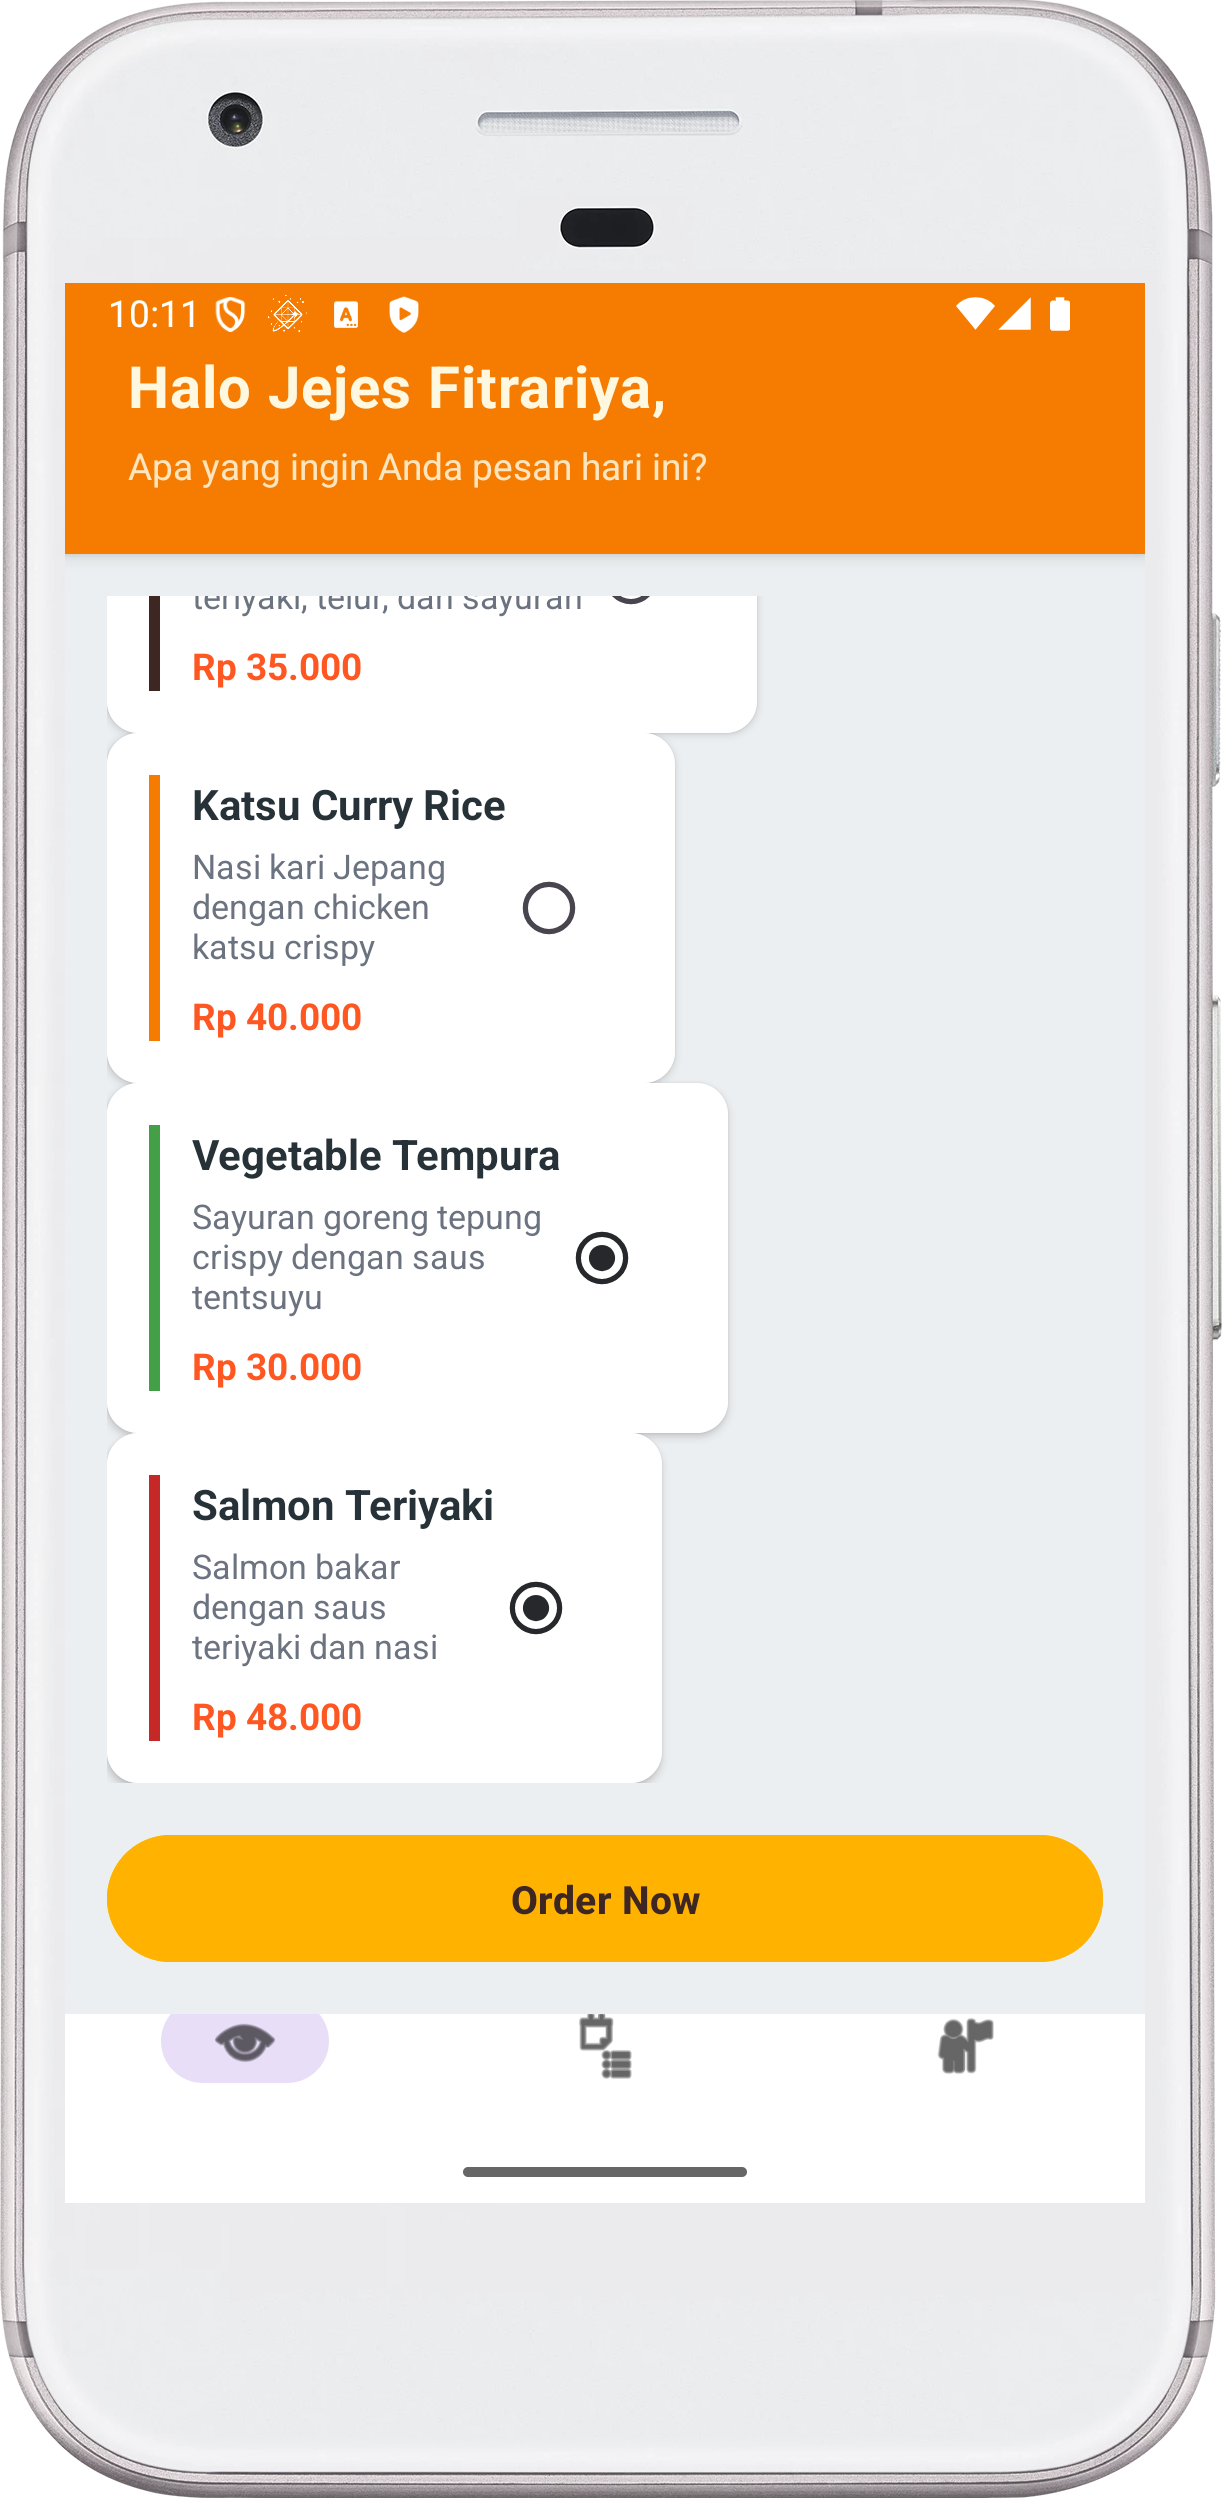 10:11
Halo Jejes Fitrariya,
Apa yang ingin Anda pesan hari ini?
teriyaki, telur, dan sayuran
Rp 35.000
Katsu Curry Rice
Nasi kari Jepang
dengan chicken
katsu crispy
Rp 40.000
Vegetable Tempura
Sayuran goreng tepung
crispy dengan saus
tentsuyu
Rp 30.000
Salmon Teriyaki
Salmon bakar
dengan saus
teriyaki dan nasi
Rp 48.000
Order Now